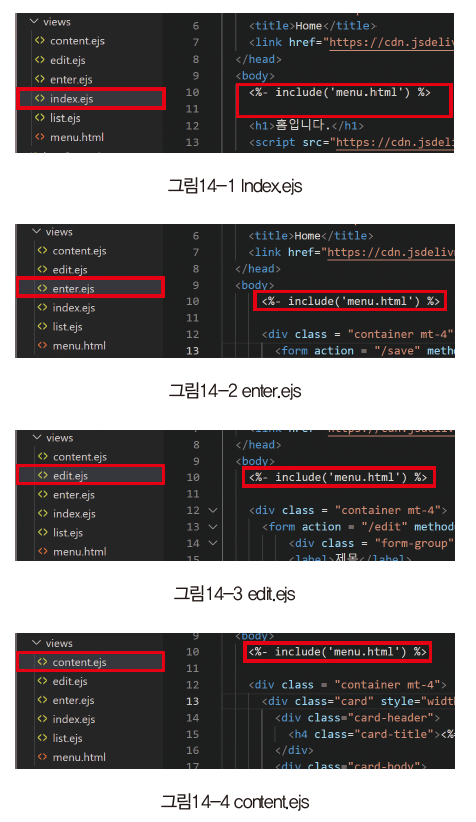 views
content.ejs
edit.ejs
enter.ejs
index.ejs
list.ejs
menu.html
6 <title>Home</title>
7 <link href="https://cdn.jsdeliv
8 </head>
9 <body>
10 <%- include('menu.html') %>
11
12 <h1>홈입니다.</h1>
13 <script src="https://cdn.jsdeli
그림14-1 Index.ejs
views
content.ejs
edit.ejs
enter.ejs
index.ejs
list.ejs
menu.html
6 <title>Home</title>
7 <link href="https://cdn.jsdeliv
8 </head>
9 <body>
10 <%- include('menu.html') %>
11
12 <div class = "container mt-4">
13 <form action = "/save" metho
그림14-2 enter.ejs
views
content.ejs
edit.ejs
enter.ejs
index.ejs
list.ejs
menu.html
8 </head>
9 <body>
10 <%- include('menu.html') %>
11
12 <div class = "container mt-4">
13 <form action = "/edit" method
14 <div class = "form-group"
15 <label>제목</label>
그림14-3 edit.ejs
views
content.ejs
edit.ejs
enter.ejs
index.ejs
list.ejs
menu.html
9 <body>
10 <%- include('menu.html') %>
11
12 <div class = "container mt-4">
13 <div class="card" style="width
14 <div class="card-header">
15 <h4 class="card-title"><%
16 </div>
17 <div class="card-body">
그림14-4 content.ejs